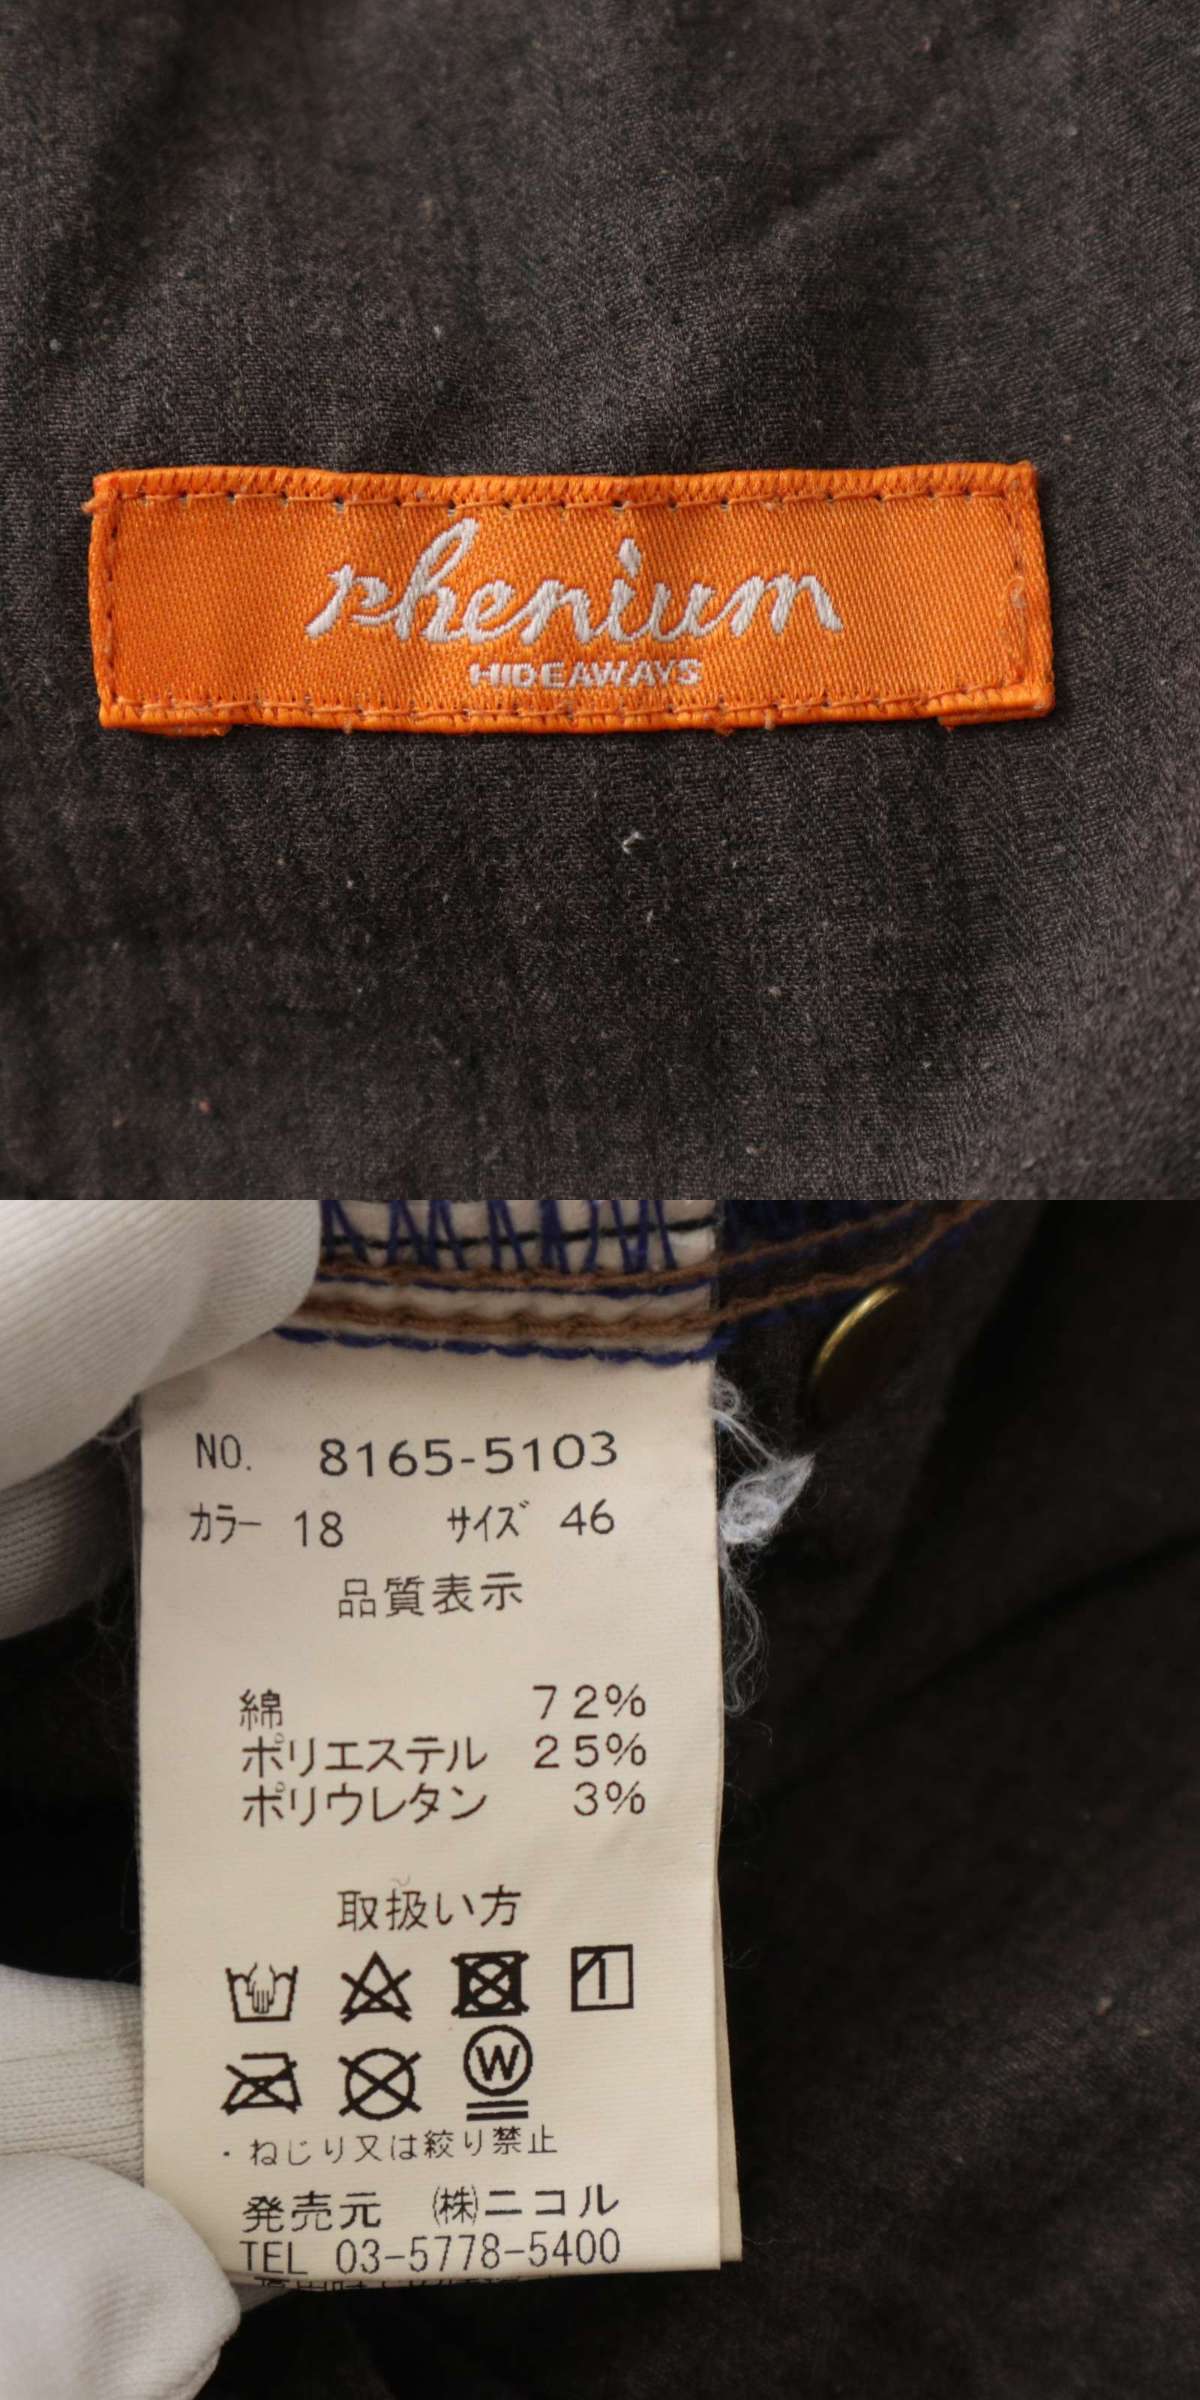 rhenium
HIDEAWAYS
NO. 8165-5103
カラー 18 サイズ 46
品質表示
綿 72%
ポリエステル 25%
ポリウレタン 3%
取扱い方
W
・ねじり又は絞り禁止
発売元 ㈱ニコル
TEL 03-5778-5400